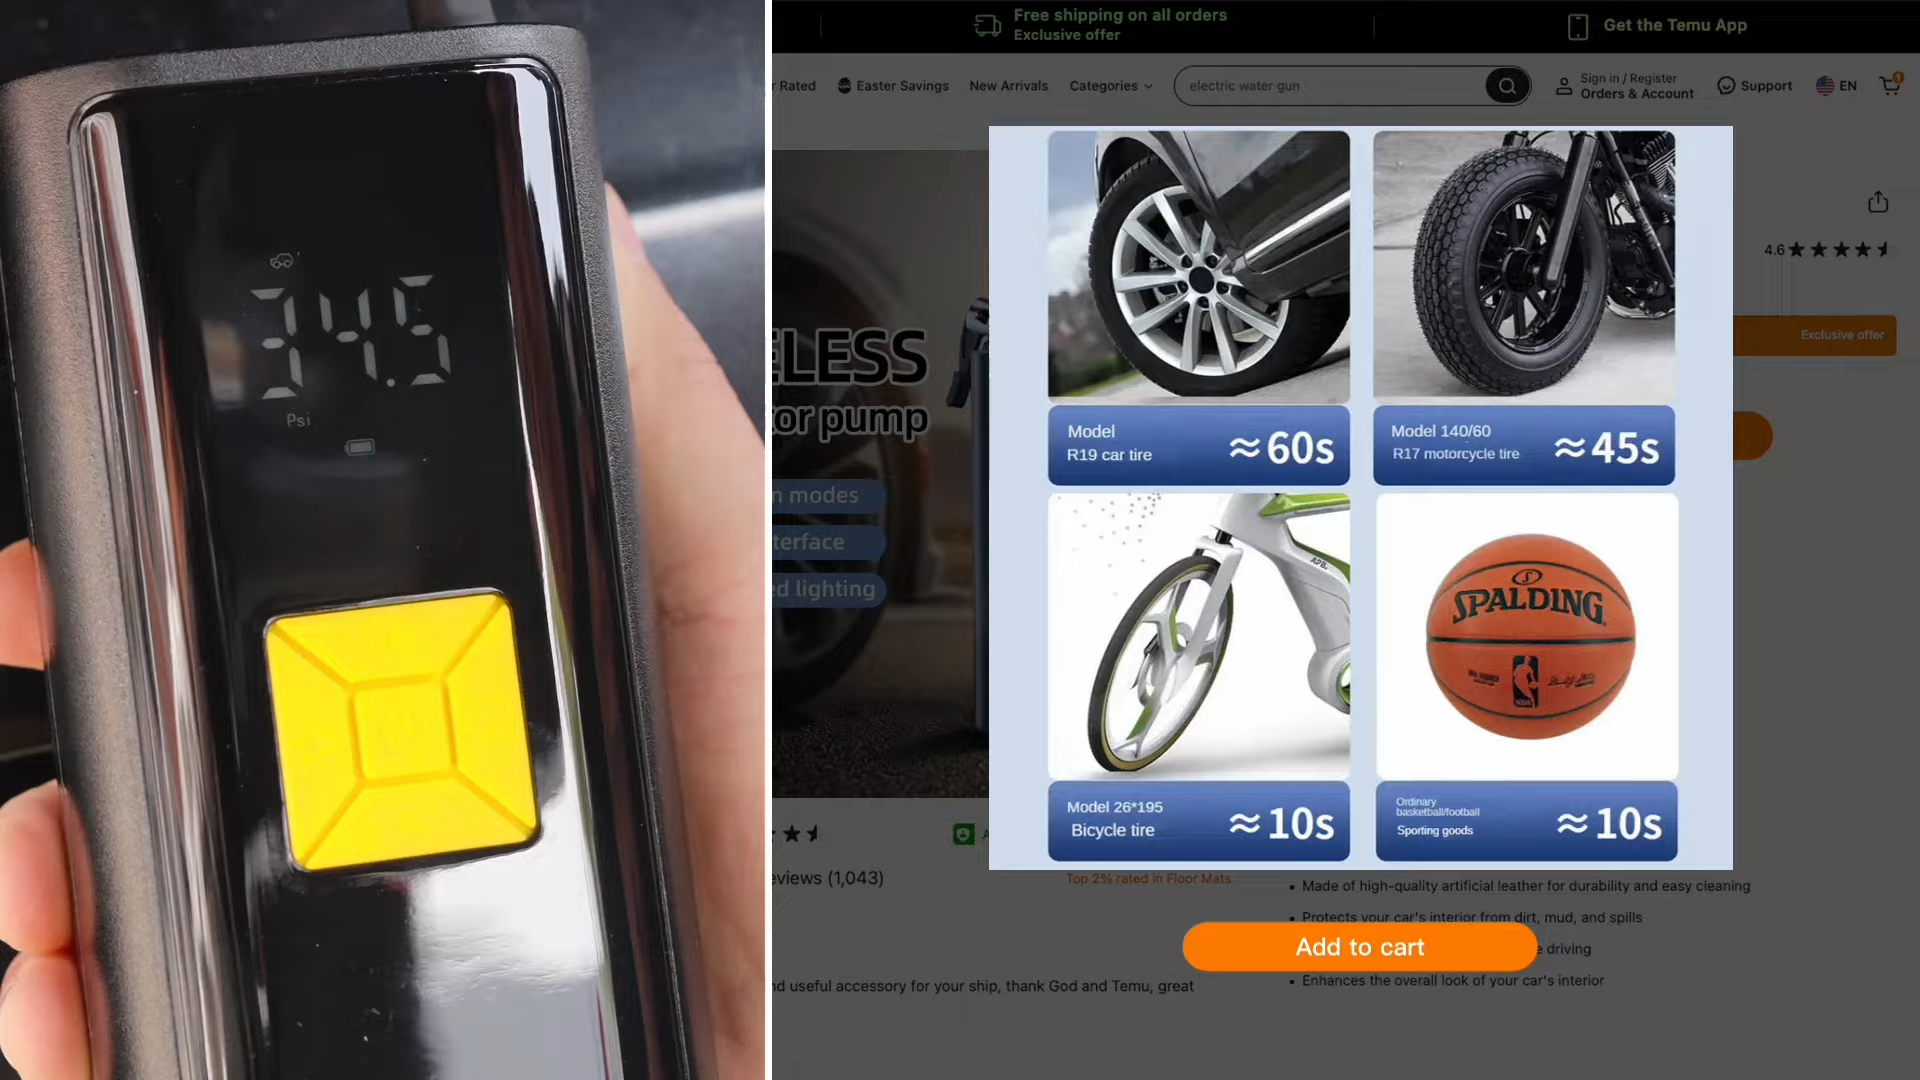 34.5
Psi
Free shipping on all orders
Exclusive offer
Get the Temu App
r Rated
Easter Savings
New Arrivals
Categories
electric water gun
Sign in / Register
Orders & Account
Support
EN
1
4.6
Exclusive offer
ELESS
or pump
n modes
terface
ed lighting
Model
R19 car tire
≈60s
Model 140/60
R17 motorcycle tire
≈45s
APB
Model 26*195
Bicycle tire
≈10s
SPALDING
NBA
Ordinary
basketball/football
Sporting goods
≈10s
eviews (1,043)
Top 2% rated in Floor Mats
• Made of high-quality artificial leather for durability and easy cleaning
• Protects your car's interior from dirt, mud, and spills
e driving
• Enhances the overall look of your car's interior
Add to cart
nd useful accessory for your ship, thank God and Temu, great